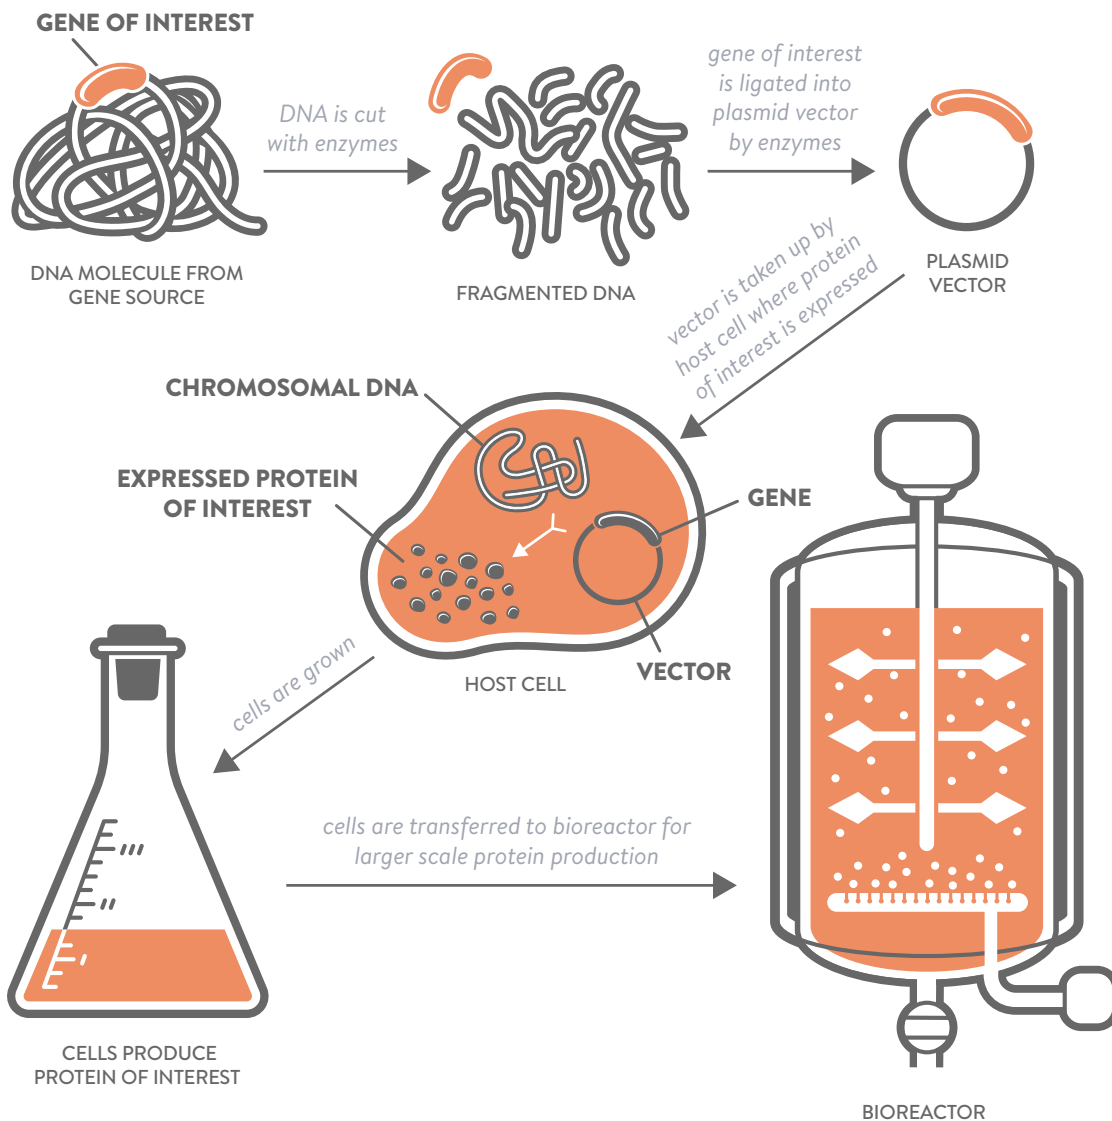 GENE OF INTEREST
DNA is cut
with enzymes
gene of interest
is ligated into
plasmid vector
by enzymes
DNA MOLECULE FROM
GENE SOURCE
FRAGMENTED DNA
PLASMID
VECTOR
vector is taken up by
host cell where protein
of interest is expressed
CHROMOSOMAL DNA
EXPRESSED PROTEIN
OF INTEREST
GENE
VECTOR
HOST CELL
cells are grown
cells are transferred to bioreactor for
larger scale protein production
CELLS PRODUCE
PROTEIN OF INTEREST
BIOREACTOR